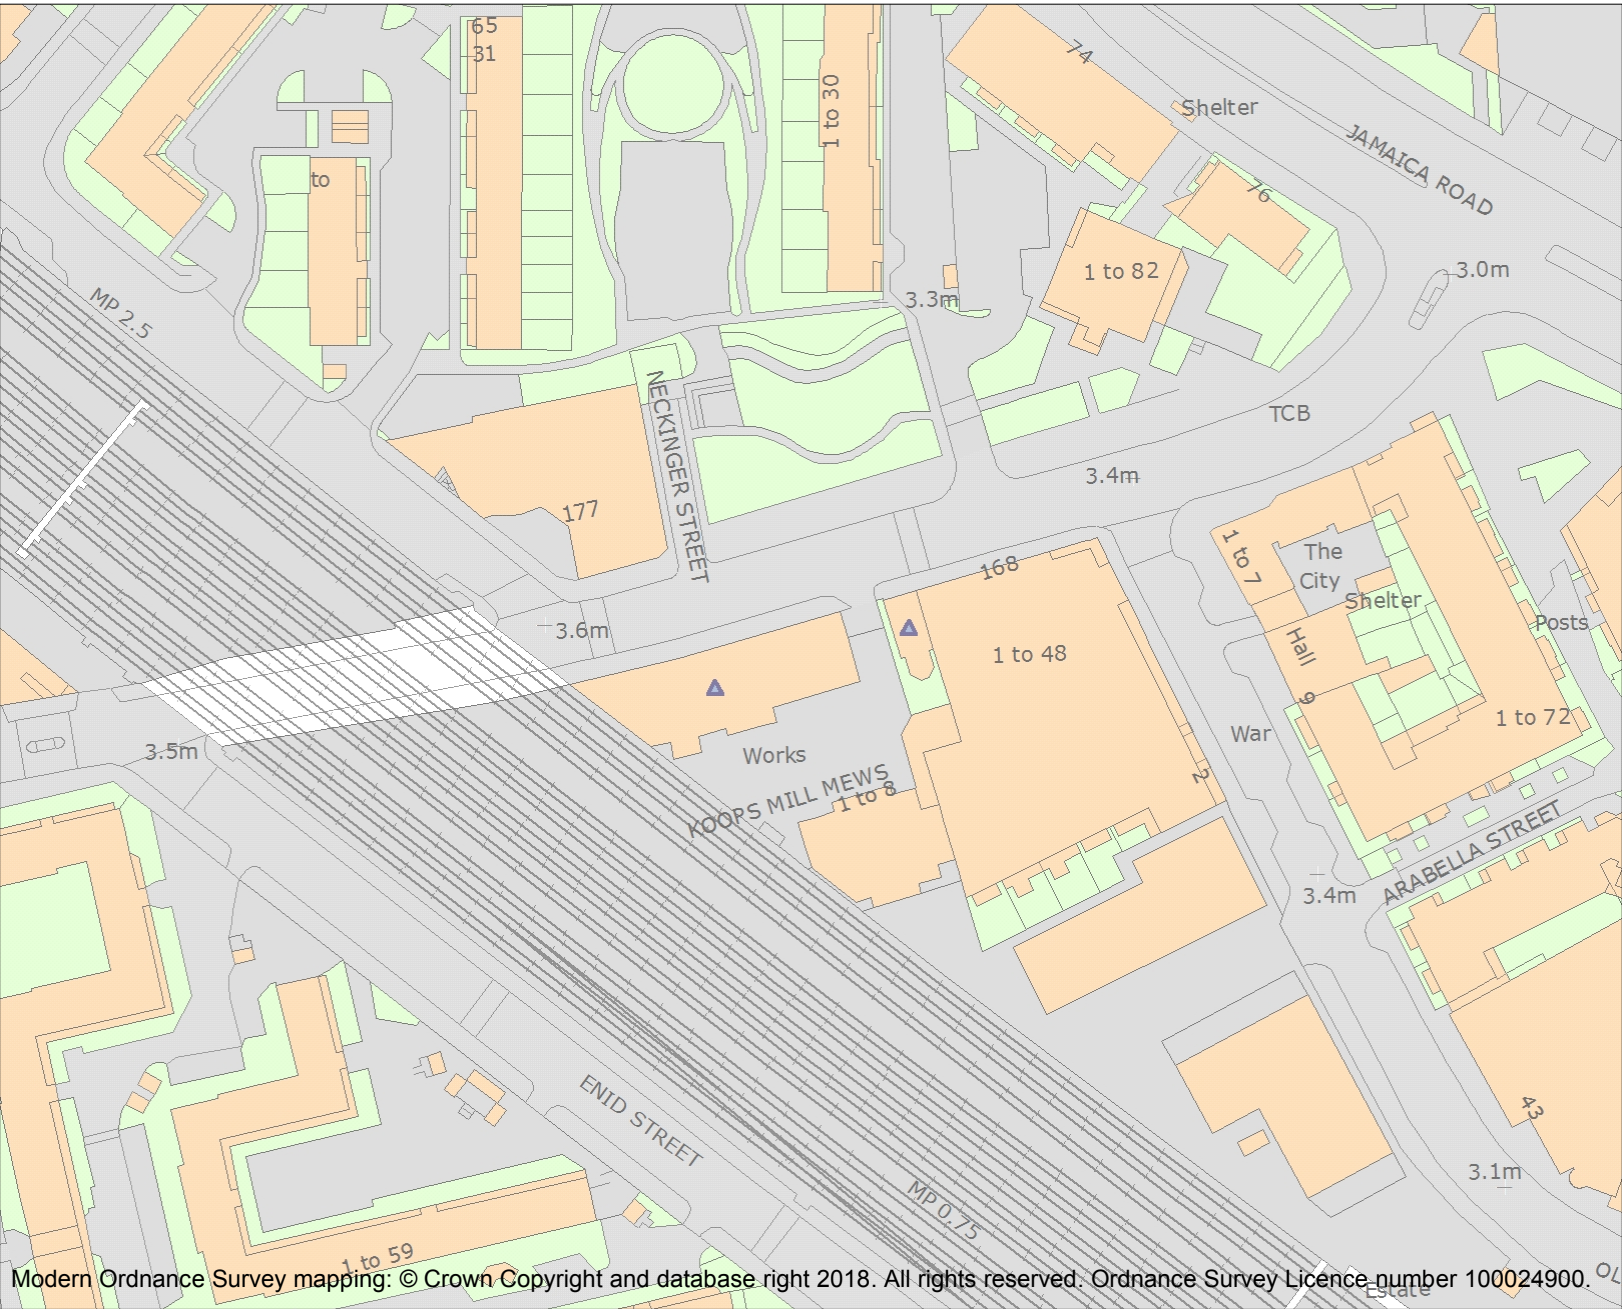 65
31
1 to 30
74
Shelter
JAMAICA ROAD
to
76
1 to 82
3.0m
MP 2.5
3.3m
NECKINGER STREET
TCB
3.4m
177
168
1 to 7
The
City
Shelter
3.6m
Posts
1 to 48
Hall
9
1 to 72
War
3.5m
Works
KOOPS MILL MEWS
1 to 8
2
ARABELLA STREET
3.4m
ENID STREET
43
3.1m
MP 0.75
1 to 59
OL
Estate
Modern Ordnance Survey mapping: © Crown Copyright and database right 2018. All rights reserved. Ordnance Survey Licence number 100024900.